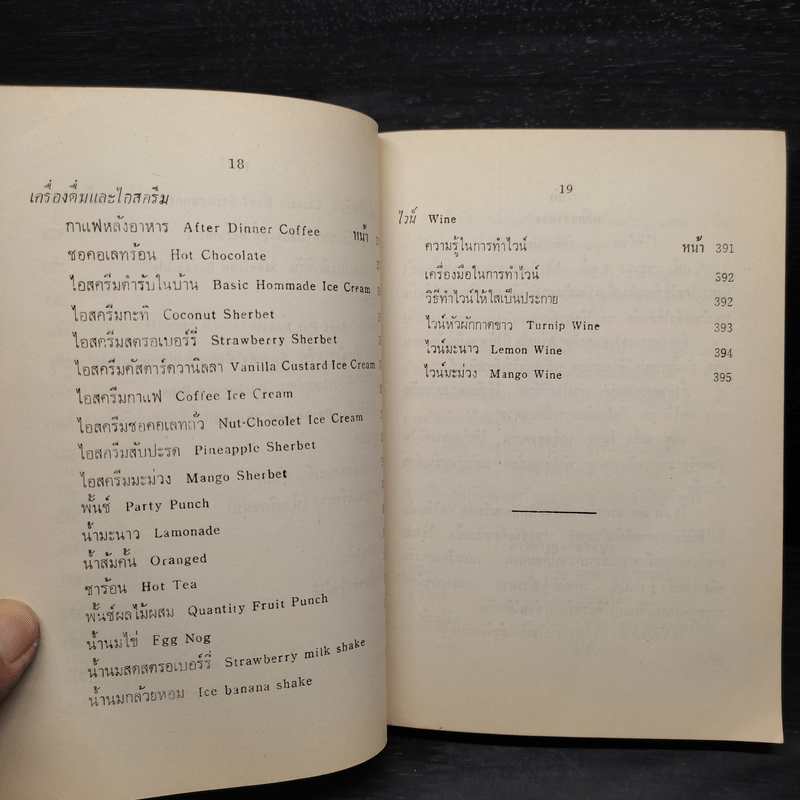 18
เครื่องดื่มและไอสครีม
กาแฟหลังอาหาร After Dinner Coffee หน้า
ชอคอเลทร้อน Hot Chocolate
ไอสครีมตำรับในบ้าน Basic Hommade Ice Cream
ไอสครีมกะทิ Coconut Sherbet
ไอสครีมสตรอเบอร์รี่ Strawberry Sherbet
ไอสครีมคัสตาร์ควานิลลา Vanilla Custard Ice Cream
ไอสครีมกาแฟ Coffee Ice Cream
ไอสครีมชอคอเลทถั่ว Nut-Chocolet Ice Cream
ไอสครีมสับปะรด Pineapple Sherbet
ไอสครีมมะม่วง Mango Sherbet
พั้นช์ Party Punch
น้ำมะนาว Lamonade
น้ำส้มคั้น Oranged
ชาร้อน Hot Tea
พั้นช์ผลไม้ผสม Quantity Fruit Punch
น้ำนมไข่ Egg Nog
น้ำนมสดสตรอเบอร์รี่ Strawberry milk shake
น้ำนมกล้วยหอม Ice banana shake
19
ไวน์ Wine
ความรู้ในการทำไวน์ หน้า 391
เครื่องมือในการทำไวน์ 392
วิธีทำไวน์ให้ใสเป็นประกาย 392
ไวน์หัวผักกาดขาว Turnip Wine 393
ไวน์มะนาว Lemon Wine 394
ไวน์มะม่วง Mango Wine 395